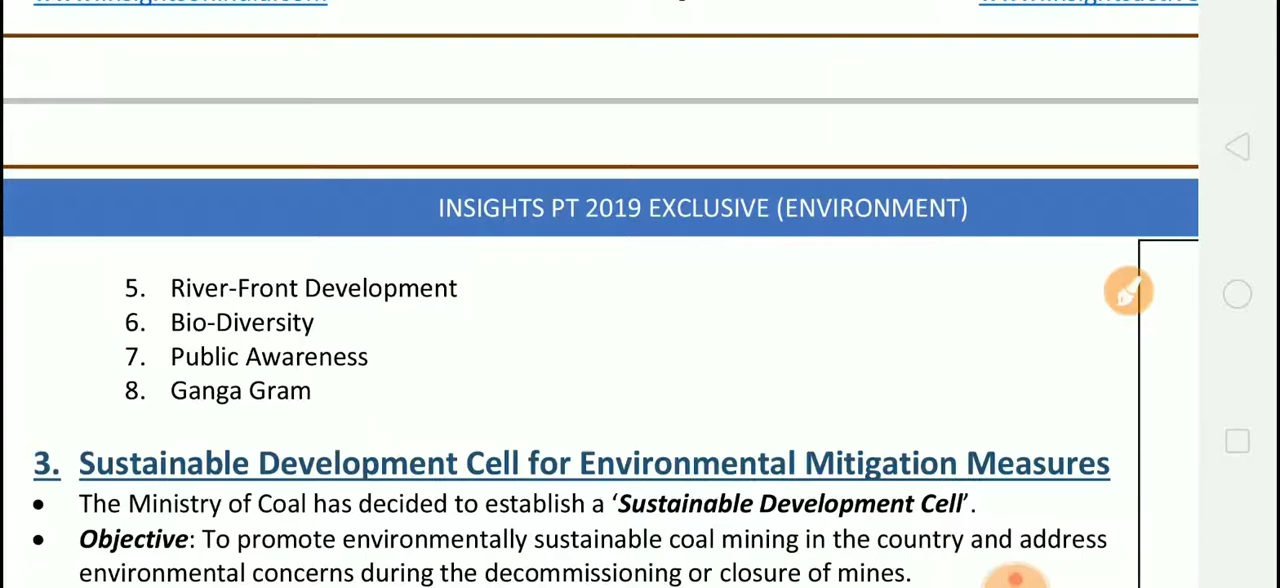 INSIGHTS PT 2019 EXCLUSIVE (ENVIRONMENT)
5. River-Front Development
6. Bio-Diversity
7. Public Awareness
8. Ganga Gram
3. Sustainable Development Cell for Environmental Mitigation Measures
• The Ministry of Coal has decided to establish a ‘Sustainable Development Cell’.
• Objective: To promote environmentally sustainable coal mining in the country and address
environmental concerns during the decommissioning or closure of mines.